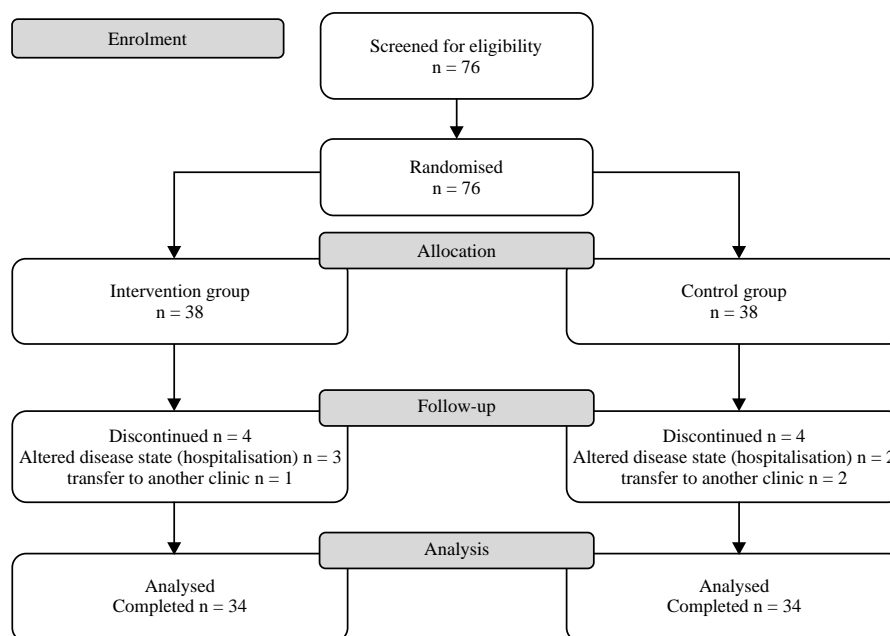 Enrolment
Screened for eligibility
n = 76
Randomised
n = 76
Allocation
Intervention group
n = 38
Control group
n = 38
Follow-up
Discontinued n = 4
Altered disease state (hospitalisation) n = 3
transfer to another clinic n = 1
Discontinued n = 4
Altered disease state (hospitalisation) n = 2
transfer to another clinic n = 2
Analysis
Analysed
Completed n = 34
Analysed
Completed n = 34